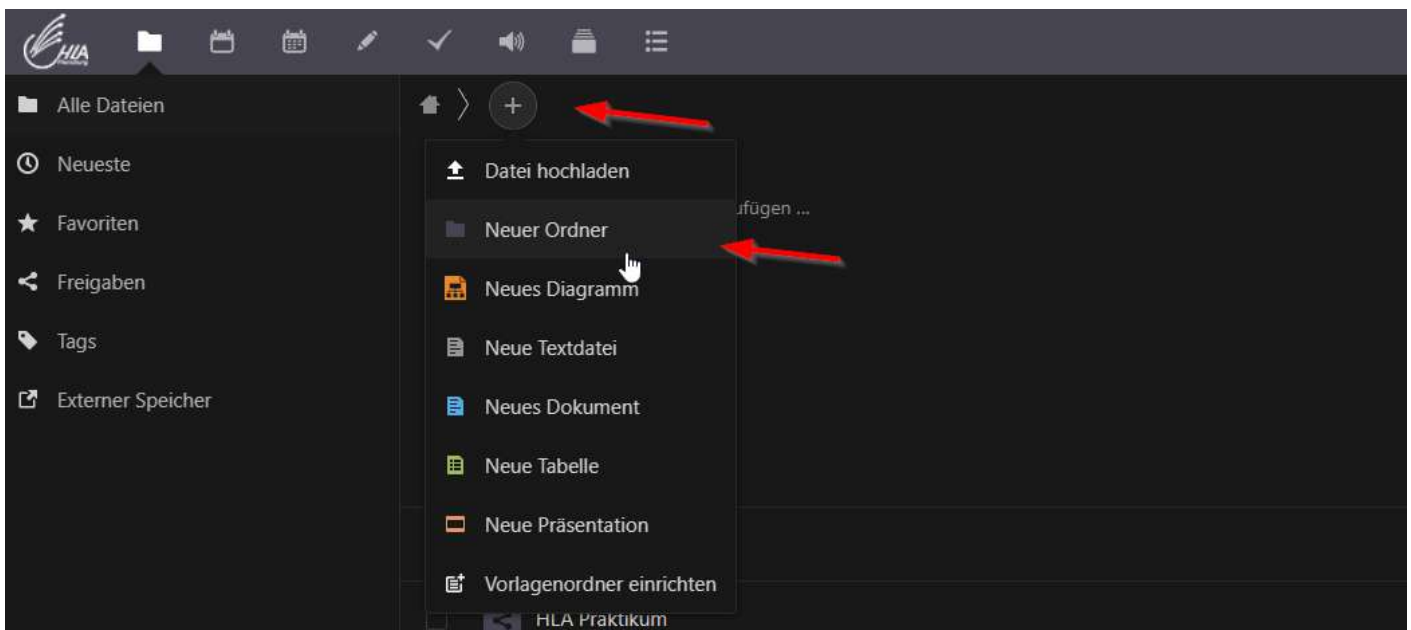 HLA
Alle Dateien
Neueste
Favoriten
Freigaben
Tags
Externer Speicher
+
Datei hochladen
ufügen ...
Neuer Ordner
Neues Diagramm
Neue Textdatei
Neues Dokument
Neue Tabelle
Neue Präsentation
Vorlagenordner einrichten
HLA Praktikum